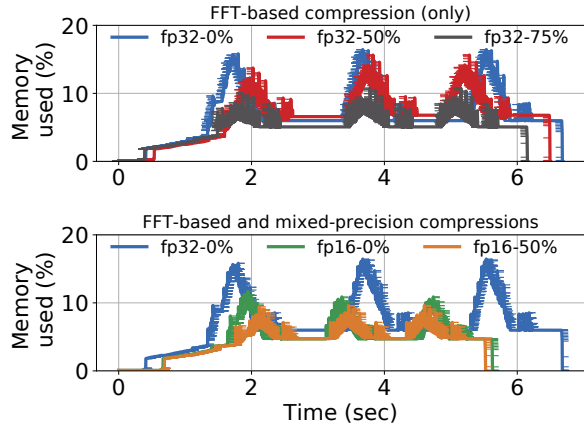 FFT-based compression (only)
fp32-0% fp32-50% fp32-75%
Memory
used (%)
20
10
0
0 2 4 6
FFT-based and mixed-precision compressions
fp32-0% fp16-0% fp16-50%
Memory
used (%)
20
10
0
0 2 4 6
Time (sec)